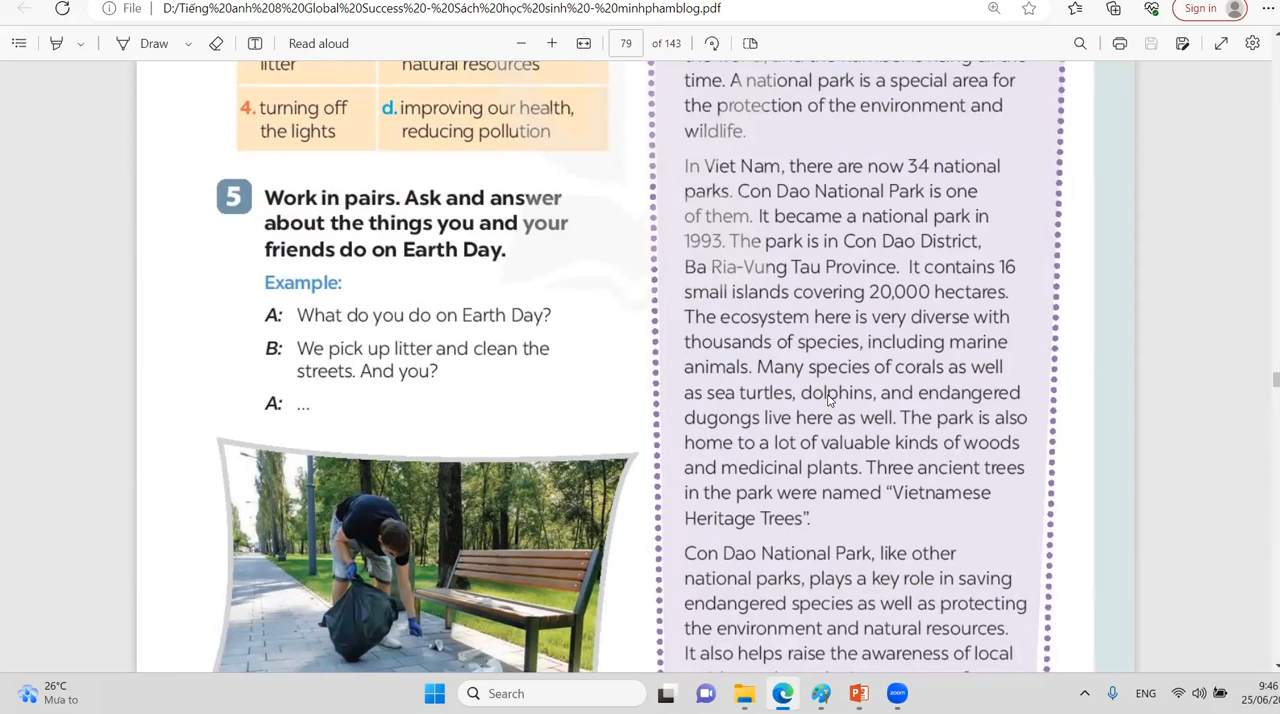 File
D:/Tiếng%20anh%208%20Global%20Success%20-%20Sách%20học%20sinh%20-%20minhphamblog.pdf
Sign in
Draw
Read aloud
79
of 143
litter
natural resources
4. turning off
the lights
d. improving our health,
reducing pollution
5
Work in pairs. Ask and answer
about the things you and your
friends do on Earth Day.
Example:
A: What do you do on Earth Day?
B: We pick up litter and clean the
streets. And you?
A: ...
time. A national park is a special area for
the protection of the environment and
wildlife.
In Viet Nam, there are now 34 national
parks. Con Dao National Park is one
of them. It became a national park in
1993. The park is in Con Dao District,
Ba Ria-Vung Tau Province. It contains 16
small islands covering 20,000 hectares.
The ecosystem here is very diverse with
thousands of species, including marine
animals. Many species of corals as well
as sea turtles, dolphins, and endangered
dugongs live here as well. The park is also
home to a lot of valuable kinds of woods
and medicinal plants. Three ancient trees
in the park were named “Vietnamese
Heritage Trees”.
Con Dao National Park, like other
national parks, plays a key role in saving
endangered species as well as protecting
the environment and natural resources.
It also helps raise the awareness of local
26°C
Mưa to
Search
zoom
ENG
9:46
25/06/20